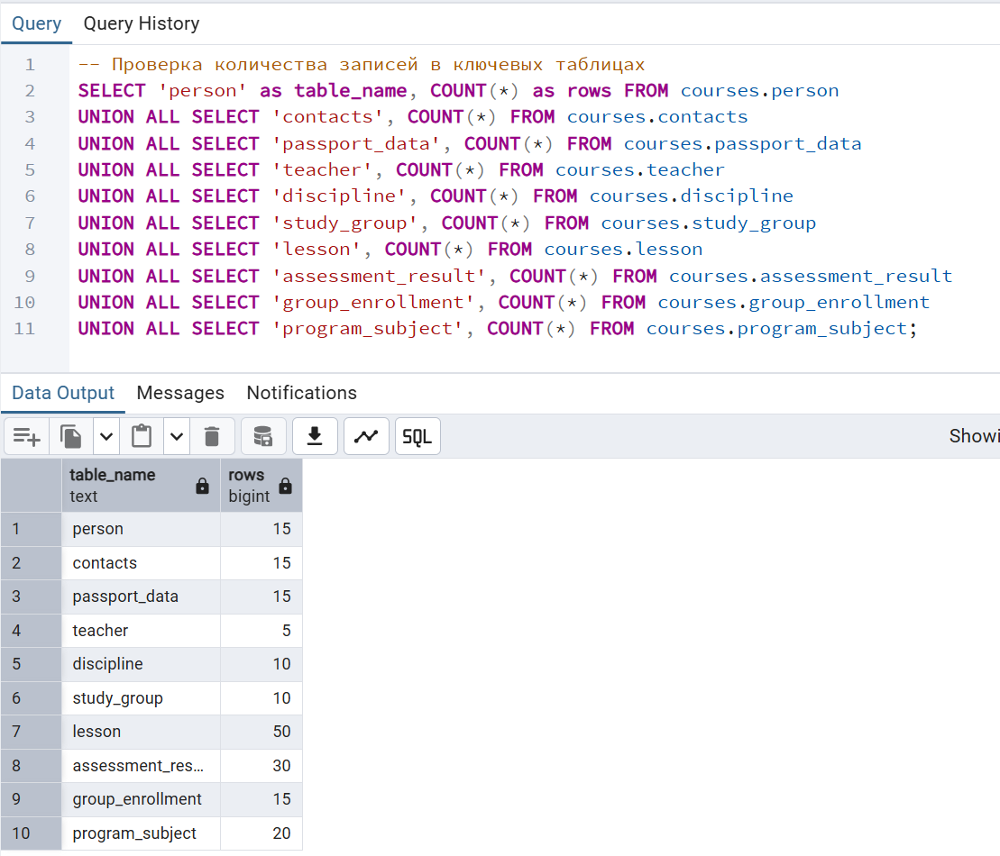 Query Query History
1 -- Проверка количества записей в ключевых таблицах
2 SELECT 'person' as table_name, COUNT(*) as rows FROM courses.person
3 UNION ALL SELECT 'contacts', COUNT(*) FROM courses.contacts
4 UNION ALL SELECT 'passport_data', COUNT(*) FROM courses.passport_data
5 UNION ALL SELECT 'teacher', COUNT(*) FROM courses.teacher
6 UNION ALL SELECT 'discipline', COUNT(*) FROM courses.discipline
7 UNION ALL SELECT 'study_group', COUNT(*) FROM courses.study_group
8 UNION ALL SELECT 'lesson', COUNT(*) FROM courses.lesson
9 UNION ALL SELECT 'assessment_result', COUNT(*) FROM courses.assessment_result
10 UNION ALL SELECT 'group_enrollment', COUNT(*) FROM courses.group_enrollment
11 UNION ALL SELECT 'program_subject', COUNT(*) FROM courses.program_subject;
Data Output Messages Notifications
SQL Showi
table_name rows
text bigint
1 person 15
2 contacts 15
3 passport_data 15
4 teacher 5
5 discipline 10
6 study_group 10
7 lesson 50
8 assessment_res... 30
9 group_enrollment 15
10 program_subject 20